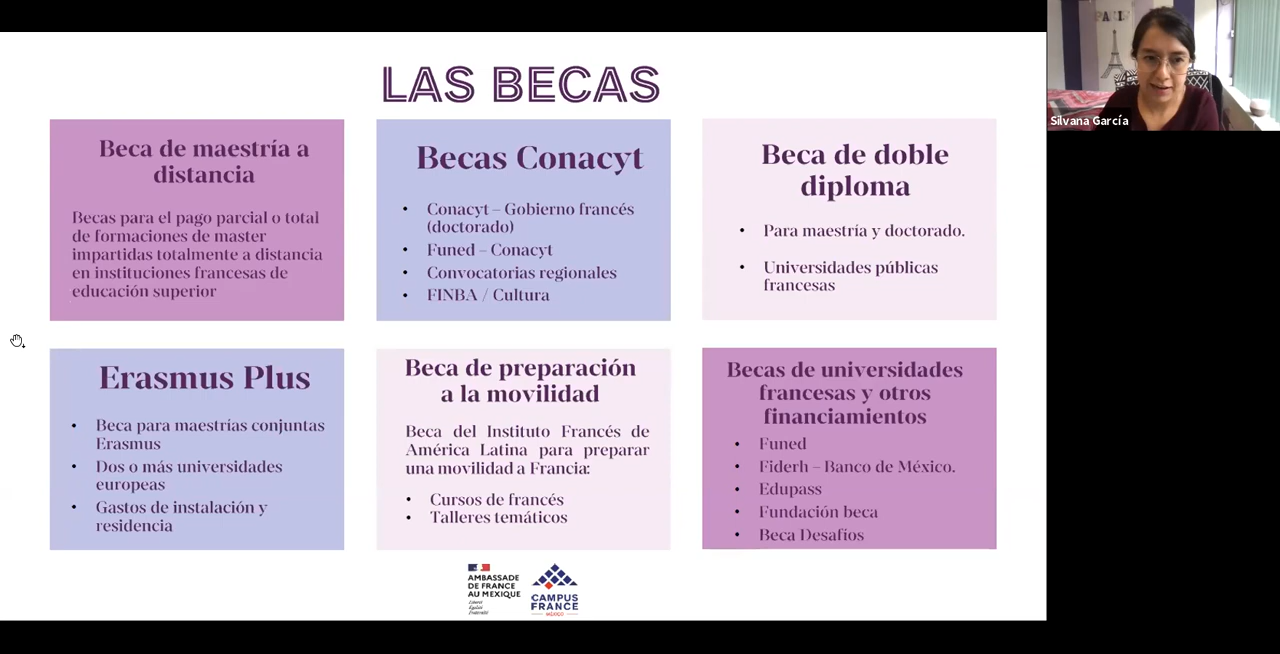 LAS BECAS
Beca de maestría a
distancia
Becas para el pago parcial o total
de formaciones de master
impartidas totalmente a distancia
en instituciones francesas de
educación superior
Becas Conacyt
• Conacyt – Gobierno francés
(doctorado)
• Funed – Conacyt
• Convocatorias regionales
• FINBA / Cultura
Beca de doble
diploma
• Para maestría y doctorado.
• Universidades públicas
francesas
Erasmus Plus
• Beca para maestrías conjuntas
Erasmus
• Dos o más universidades
europeas
• Gastos de instalación y
residencia
Beca de preparación
a la movilidad
Beca del Instituto Francés de
América Latina para preparar
una movilidad a Francia:
• Cursos de francés
• Talleres temáticos
Becas de universidades
francesas y otros
financiamientos
• Funed
• Fiderh – Banco de México.
• Edupass
• Fundación beca
• Beca Desafíos
AMBASSADE
DE FRANCE
AU MEXIQUE
Liberté
Égalité
Fraternité
CAMPUS
FRANCE
MÉXICO
PARIS
Silvana García